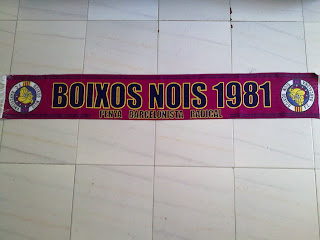 BOIXOS NOIS 1981
PENYA BARCELONISTA RADICAL